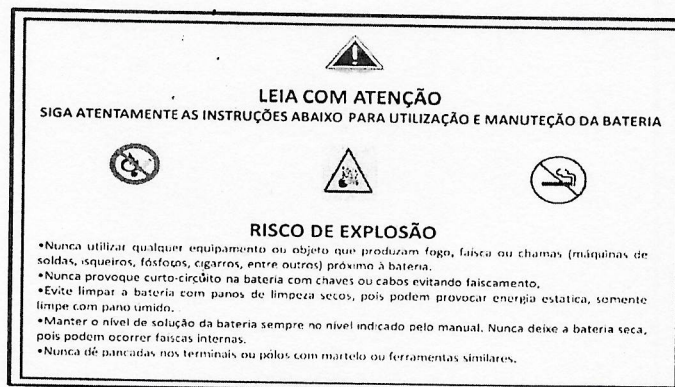 LEIA COM ATENÇÃO
SIGA ATENTAMENTE AS INSTRUÇÕES ABAIXO PARA UTILIZAÇÃO E MANUTEÇÃO DA BATERIA
RISCO DE EXPLOSÃO
•Nunca utilizar qualquer equipamento ou objeto que produzam fogo, faísca ou chamas (máquinas de
soldas, isqueiros, fósforos, cigarros, entre outros) próximo à bateria.
•Nunca provoque curto-circuito na bateria com chaves ou cabos evitando faiscamento.
•Evite limpar a bateria com panos de limpeza secos, pois podem provocar energia estatica, somente
limpe com pano umido.
•Manter o nível de solução da bateria sempre no nível indicado pelo manual. Nunca deixe a bateria seca,
pois podem ocorrer faiscas internas.
•Nunca dê pancadas nos terminais ou pólos com martelo ou ferramentas similares.